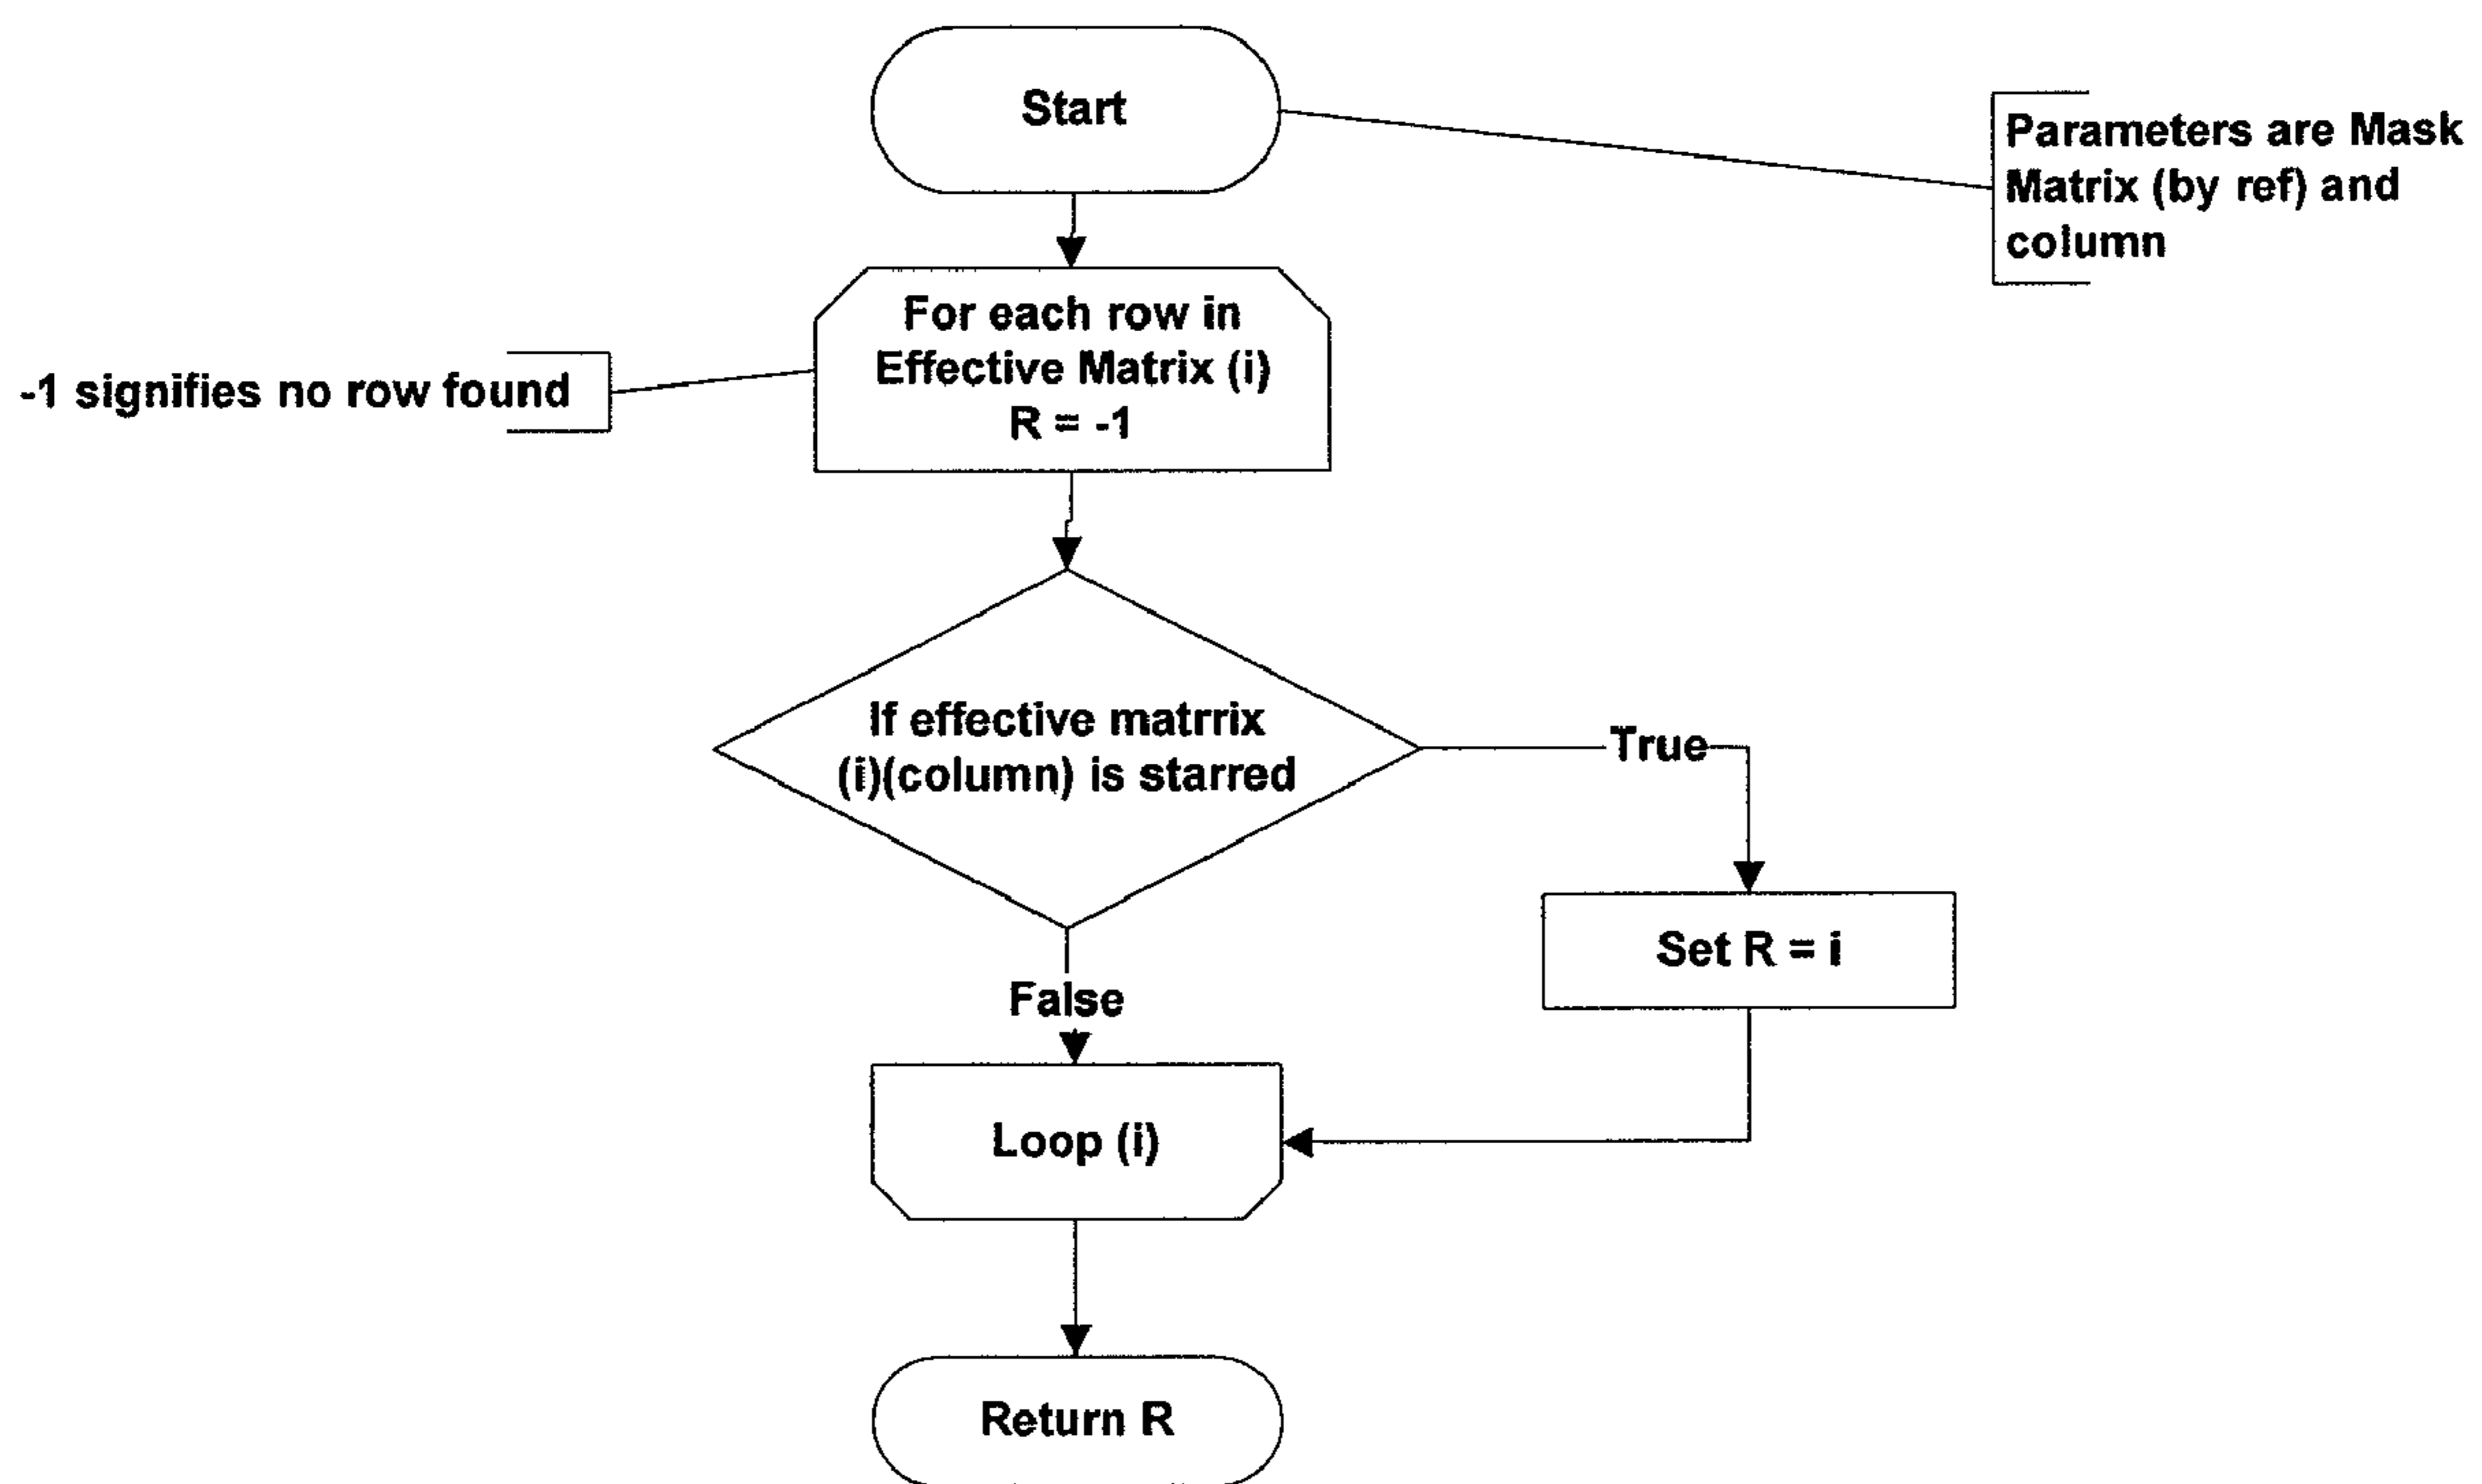 Start
Parameters are Mask
Matrix (by ref) and
column
For each row in
Effective Matrix (i)
R = -1
-1 signifies no row found
If effective matrrix
(i)(column) is starred
True
Set R = i
False
Loop (i)
Return R